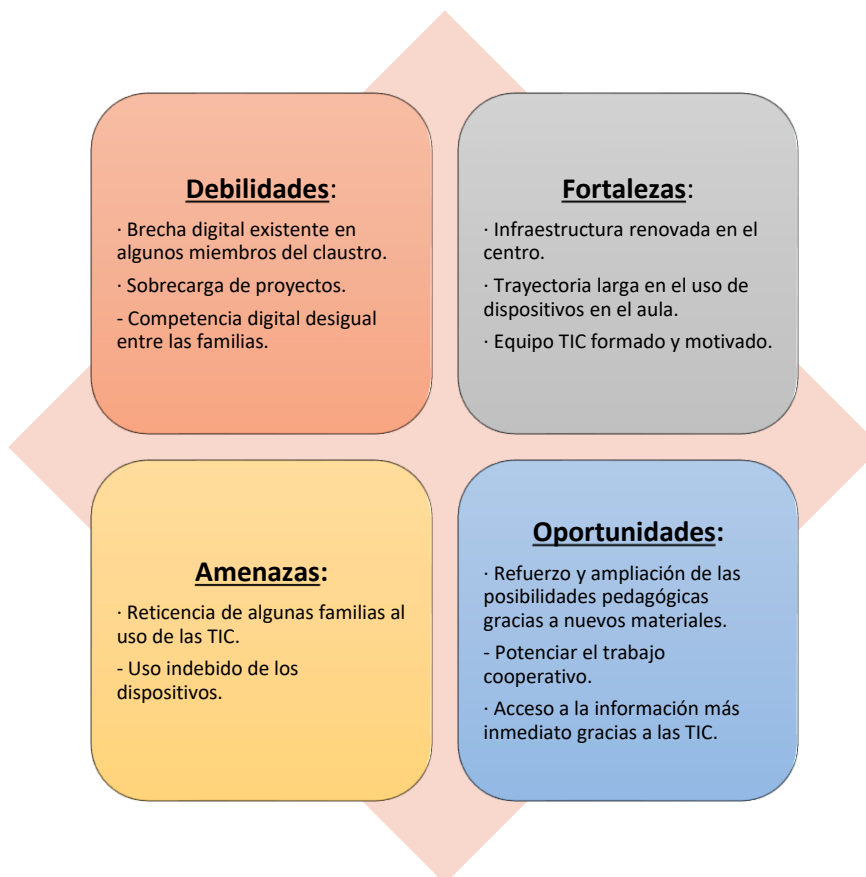 Debilidades:
· Brecha digital existente en
algunos miembros del claustro.
· Sobrecarga de proyectos.
- Competencia digital desigual
entre las familias.
Fortalezas:
· Infraestructura renovada en el
centro.
· Trayectoria larga en el uso de
dispositivos en el aula.
· Equipo TIC formado y motivado.
Amenazas:
· Reticencia de algunas familias al
uso de las TIC.
- Uso indebido de los
dispositivos.
Oportunidades:
· Refuerzo y ampliación de las
posibilidades pedagógicas
gracias a nuevos materiales.
- Potenciar el trabajo
cooperativo.
· Acceso a la información más
inmediato gracias a las TIC.